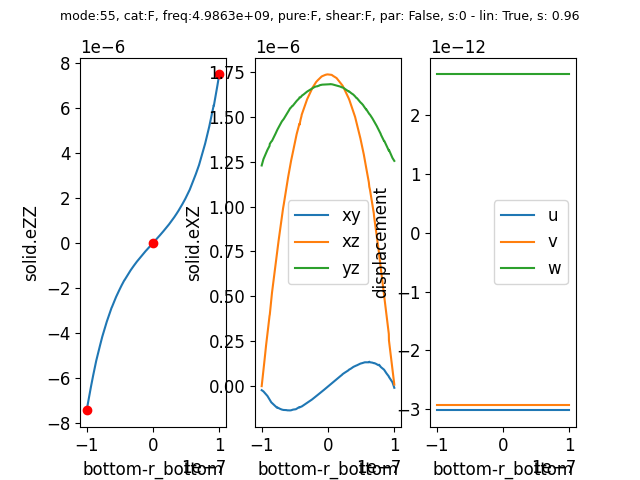 mode:55, cat:F, freq:4.9863e+09, pure:F, shear:F, par: False, s:0 - lin: True, s: 0.96
1e−6
8
6
4
2
0
−2
−4
−6
−8
solid.eZZ
−1
0
1
1e−7
bottom-r_bottom
1e−6
1.75
1.50
1.25
1.00
0.75
0.50
0.25
0.00
solid.eXZ
xy
xz
yz
−1
0
1
1e−7
bottom-r_bottom
1e−12
2
1
0
−1
−2
−3
displacement
u
v
w
−1
0
1
1e−7
bottom-r_bottom